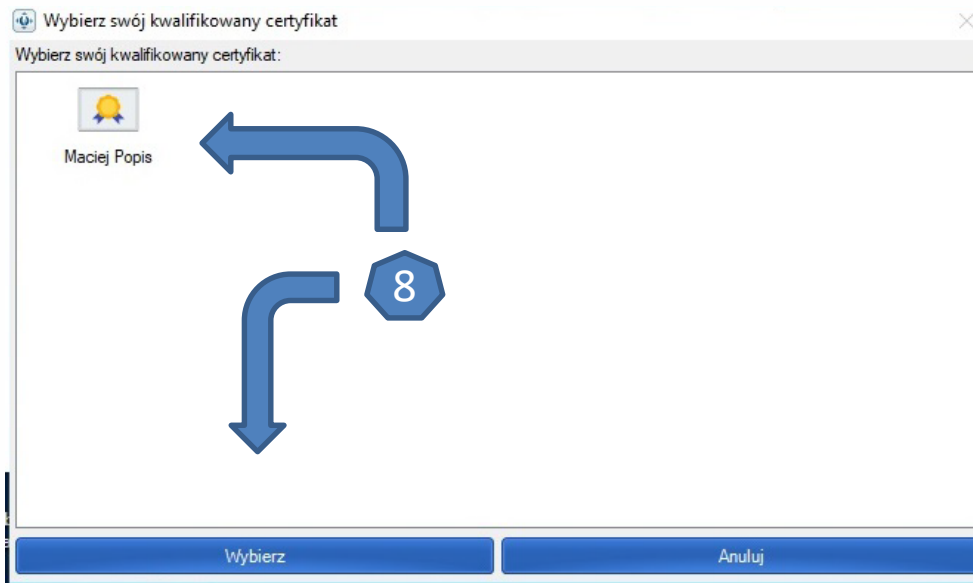 Wybierz swój kwalifikowany certyfikat
Wybierz swój kwalifikowany certyfikat:
Maciej Popis
8
Wybierz
Anuluj